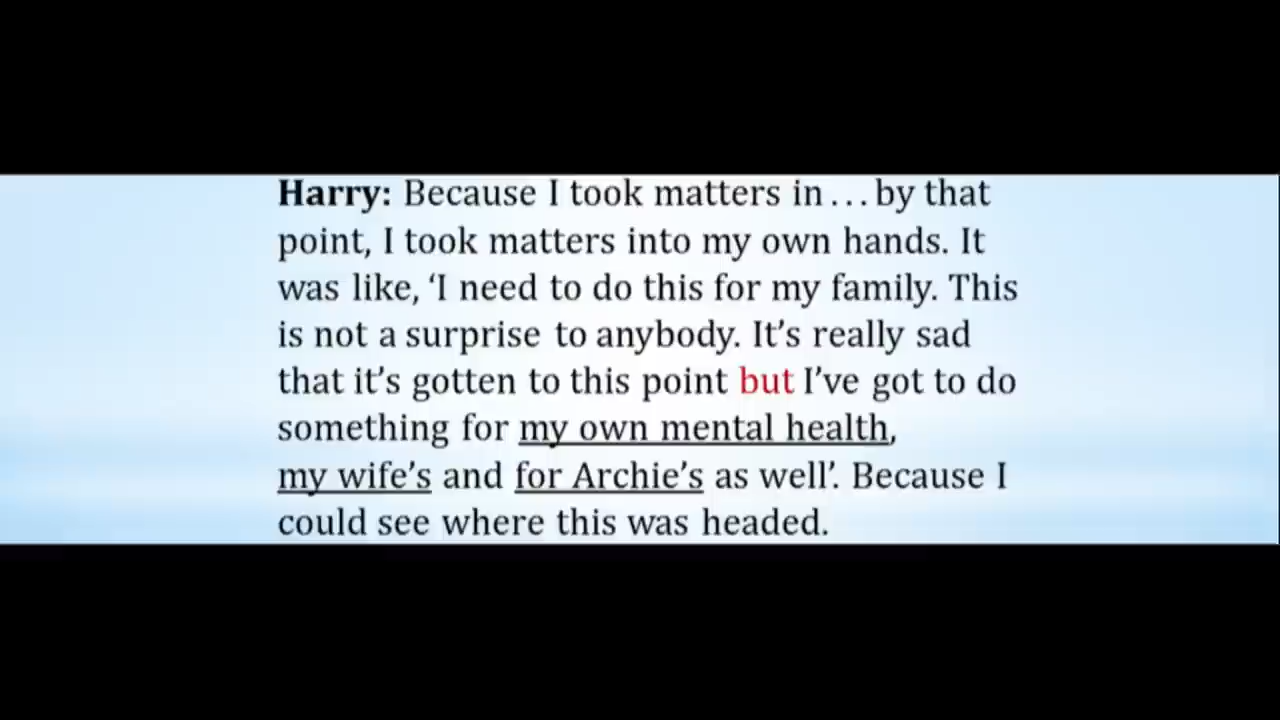 Harry: Because I took matters in . . . by that
point, I took matters into my own hands. It
was like, ‘I need to do this for my family. This
is not a surprise to anybody. It’s really sad
that it’s gotten to this point but I’ve got to do
something for my own mental health,
my wife’s and for Archie’s as well’. Because I
could see where this was headed.